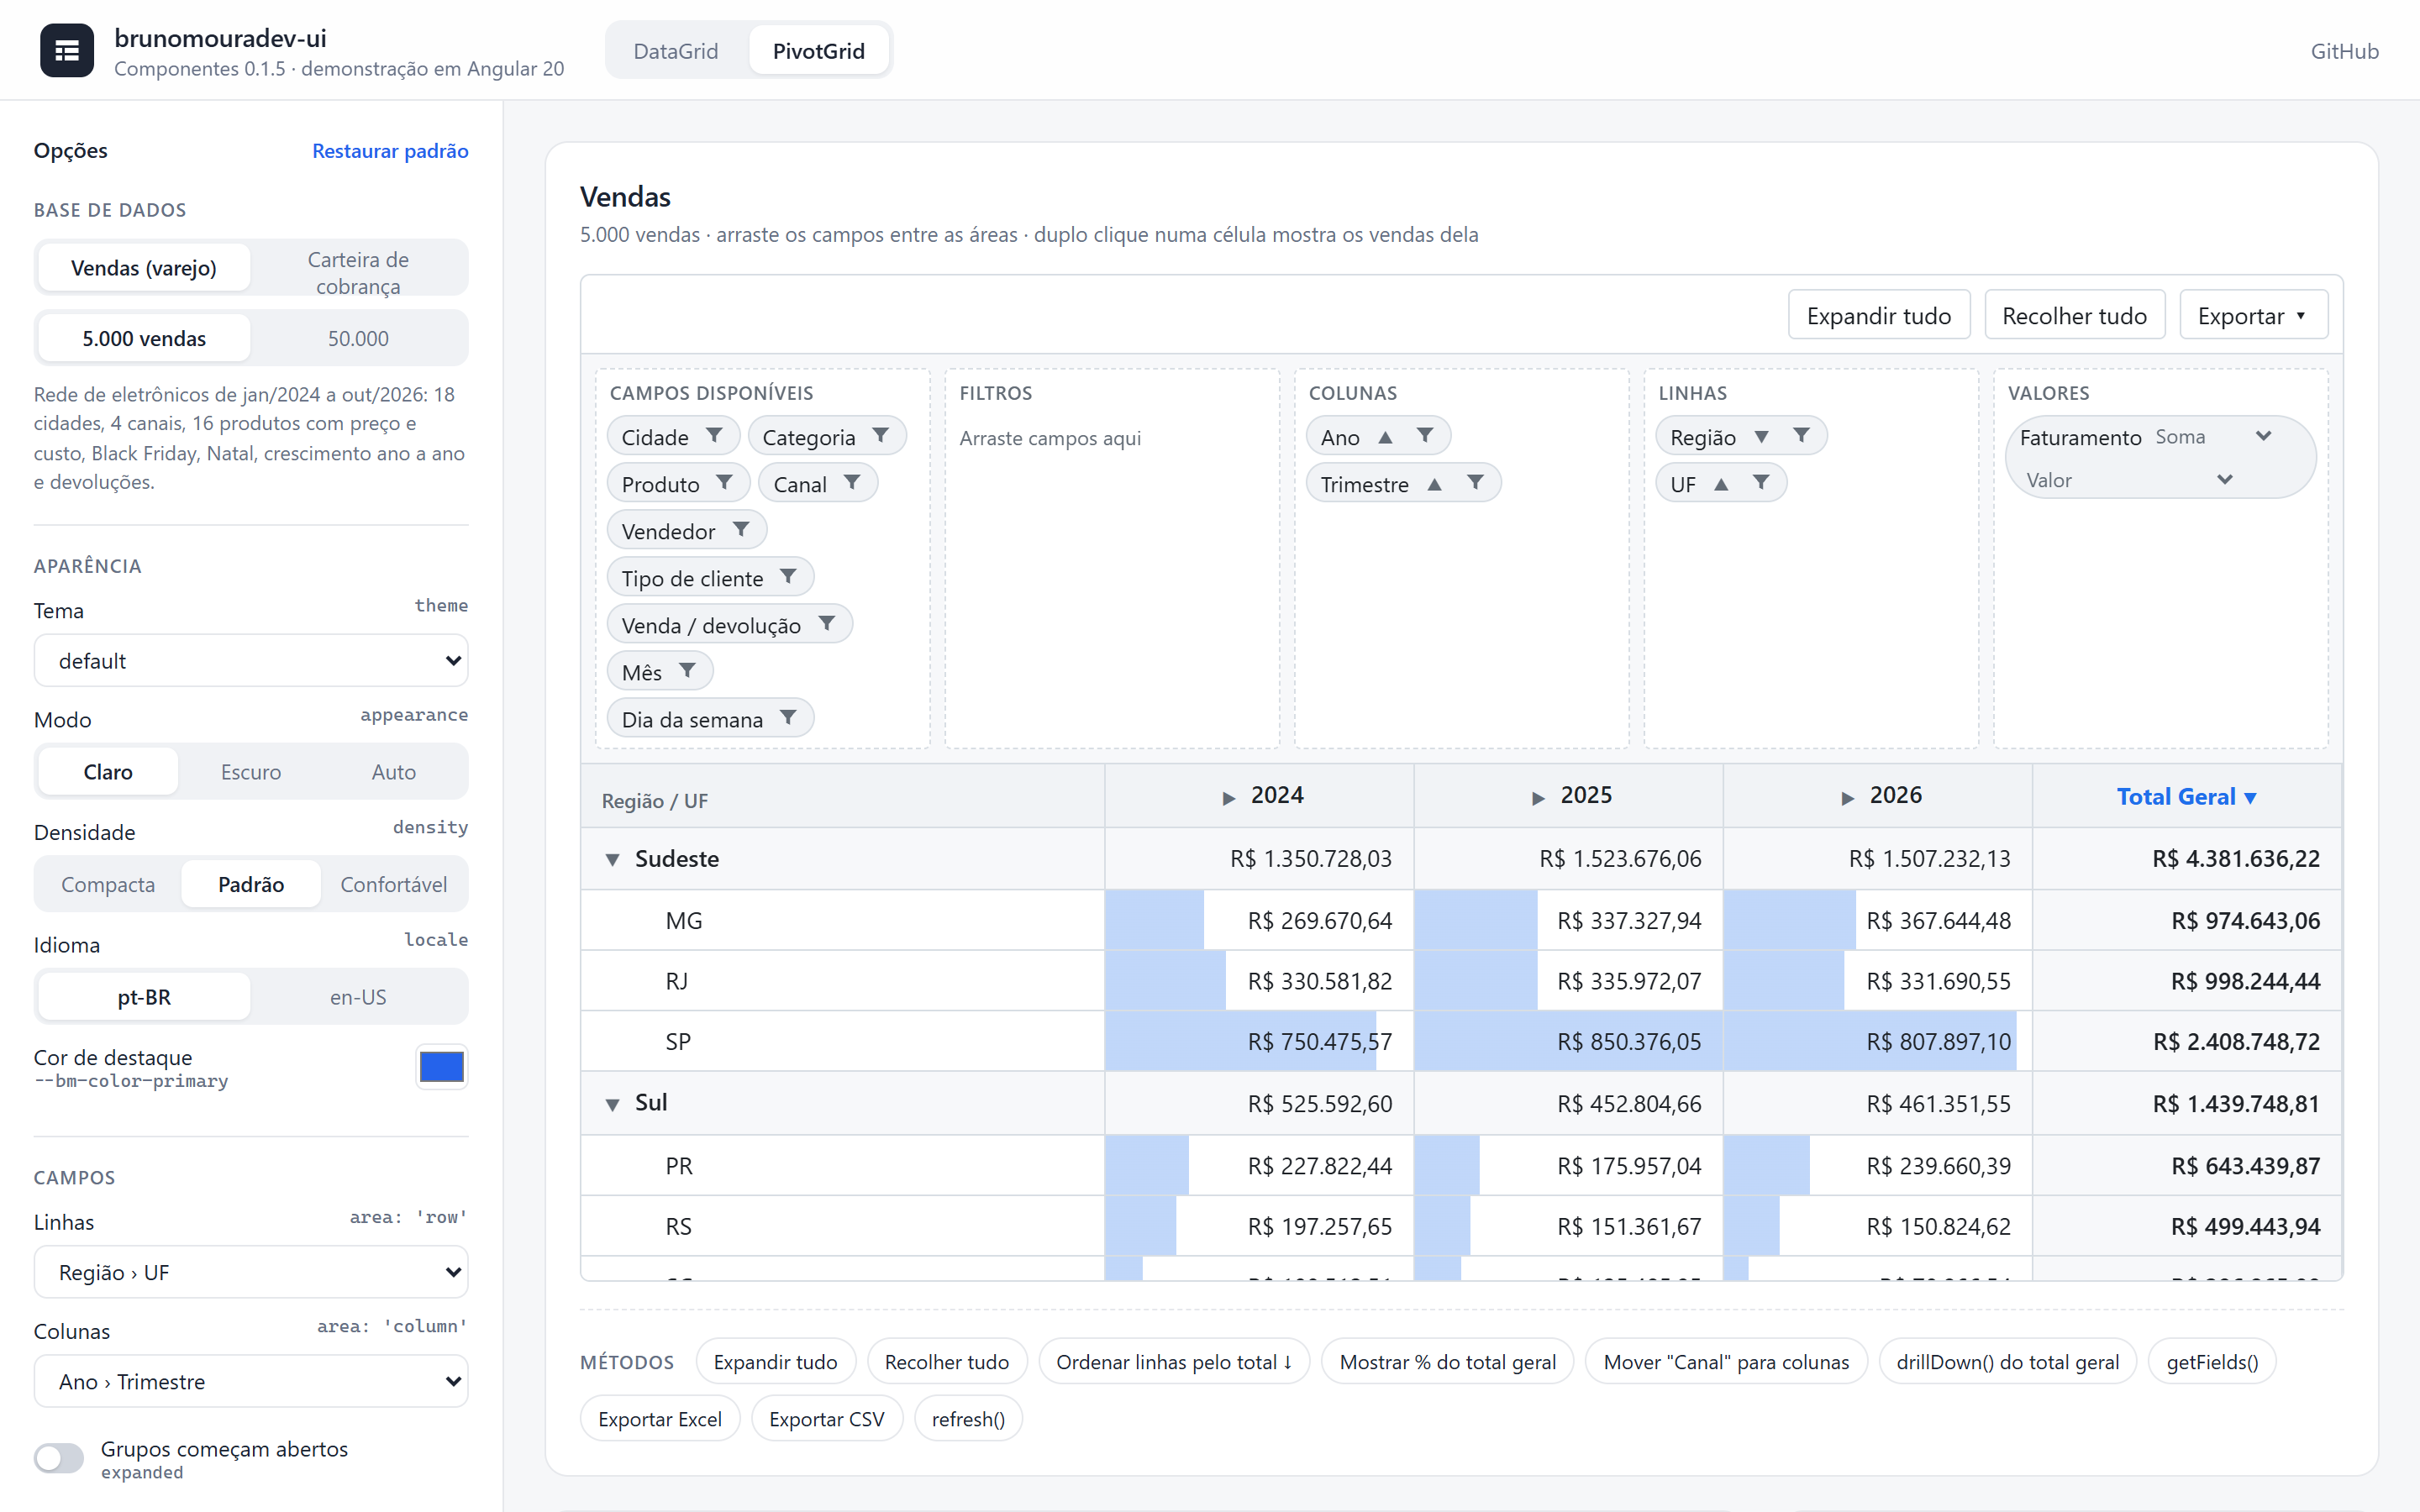 brunomouradev-ui
Componentes 0.1.5 · demonstração em Angular 20
DataGrid
PivotGrid
GitHub
Opções
Restaurar padrão
BASE DE DADOS
Vendas (varejo)
Carteira de
cobrança
5.000 vendas
50.000
Rede de eletrônicos de jan/2024 a out/2026: 18
cidades, 4 canais, 16 produtos com preço e
custo, Black Friday, Natal, crescimento ano a ano
e devoluções.
APARÊNCIA
Tema
theme
default
Modo
appearance
Claro
Escuro
Auto
Densidade
density
Compacta
Padrão
Confortável
Idioma
locale
pt-BR
en-US
Cor de destaque
--bm-color-primary
CAMPOS
Linhas
area: 'row'
Região › UF
Colunas
area: 'column'
Ano › Trimestre
Grupos começam abertos
expanded
Vendas
5.000 vendas · arraste os campos entre as áreas · duplo clique numa célula mostra os vendas dela
Expandir tudo
Recolher tudo
Exportar ▾
CAMPOS DISPONÍVEIS
Cidade
Categoria
Produto
Canal
Vendedor
Tipo de cliente
Venda / devolução
Mês
Dia da semana
FILTROS
Arraste campos aqui
COLUNAS
Ano ▲
Trimestre ▲
LINHAS
Região ▼
UF ▲
VALORES
Faturamento Soma
Valor
Região / UF
▶ 2024
▶ 2025
▶ 2026
Total Geral ▼
▼ Sudeste R$ 1.350.728,03 R$ 1.523.676,06 R$ 1.507.232,13 R$ 4.381.636,22
MG R$ 269.670,64 R$ 337.327,94 R$ 367.644,48 R$ 974.643,06
RJ R$ 330.581,82 R$ 335.972,07 R$ 331.690,55 R$ 998.244,44
SP R$ 750.475,57 R$ 850.376,05 R$ 807.897,10 R$ 2.408.748,72
▼ Sul R$ 525.592,60 R$ 452.804,66 R$ 461.351,55 R$ 1.439.748,81
PR R$ 227.822,44 R$ 175.957,04 R$ 239.660,39 R$ 643.439,87
RS R$ 197.257,65 R$ 151.361,67 R$ 150.824,62 R$ 499.443,94
MÉTODOS
Expandir tudo
Recolher tudo
Ordenar linhas pelo total ↓
Mostrar % do total geral
Mover "Canal" para colunas
drillDown() do total geral
getFields()
Exportar Excel
Exportar CSV
refresh()